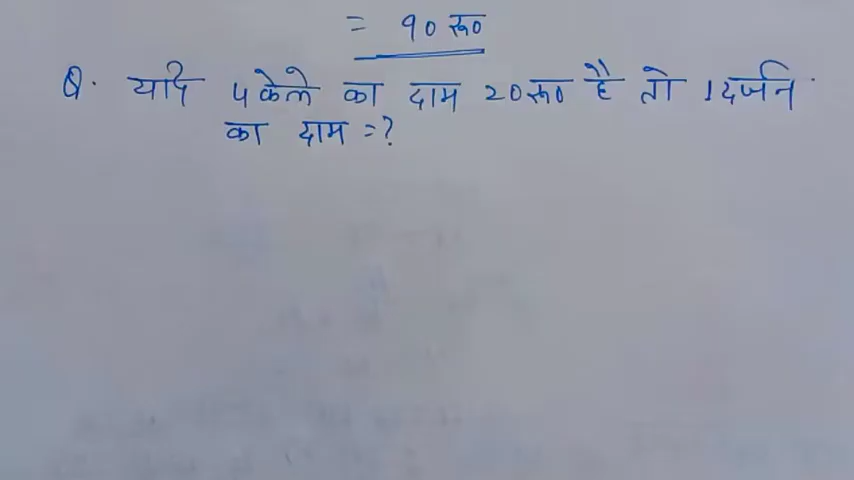 = 90 रू०
Q. यदि 4 केले का दाम 20 रू० है तो 1 दर्जन
का दाम = ?